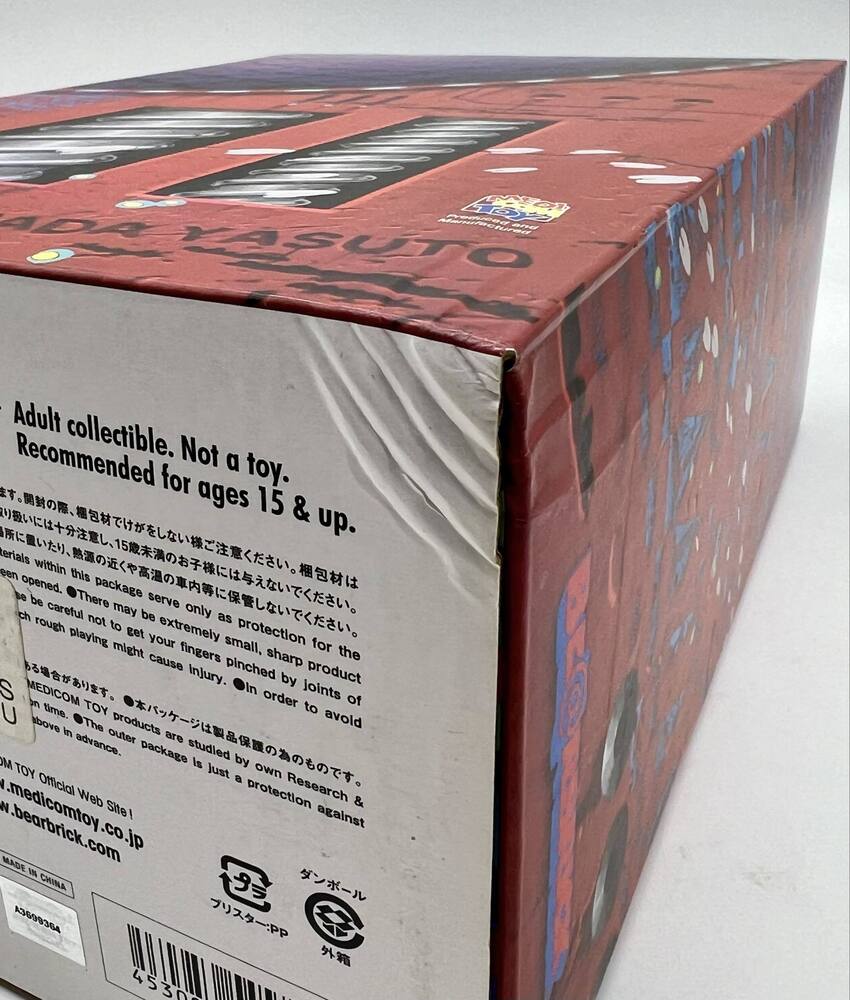 ADA YASUTO
MEDICOM
TOY
Produced and
Manufactured
Adult collectible. Not a toy.
Recommended for ages 15 & up.
ます。開封の際、梱包材でけがをしない様ご注意ください。梱包材は
り扱いには十分注意し、15歳未満のお子様には与えないでください。
場所に置いたり、熱源の近くや高温の車内等に保管しないでください。
terials within this package serve only as protection for the
een opened. ●There may be extremely small, sharp product
se be careful not to get your fingers pinched by joints of
ch rough playing might cause injury. ●In order to avoid
ある場合があります。 ●本パッケージは製品保護の為のものです。
MEDICOM TOY products are studied by own Research &
on time. ●The outer package is just a protection against
above in advance.
S
U
OM TOY Official Web Site !
w.medicomtoy.co.jp
w.bearbrick.com
MADE IN CHINA
A3699364
プラ
ブリスター:PP
ダンボール
外箱
4530
BE@RBRICK